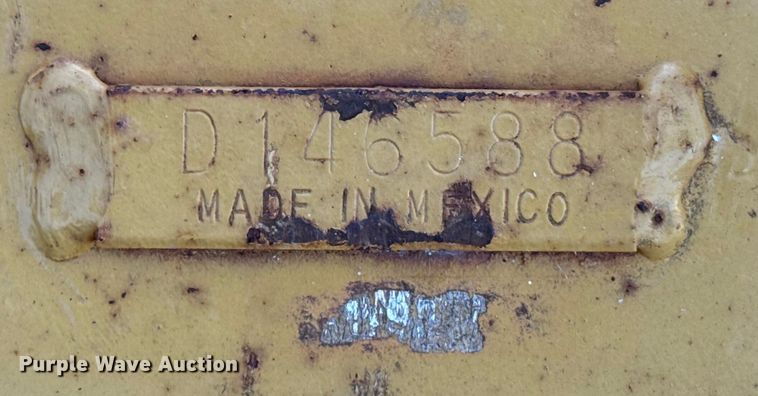 D146588
MADE IN MEXICO
Purple Wave Auction